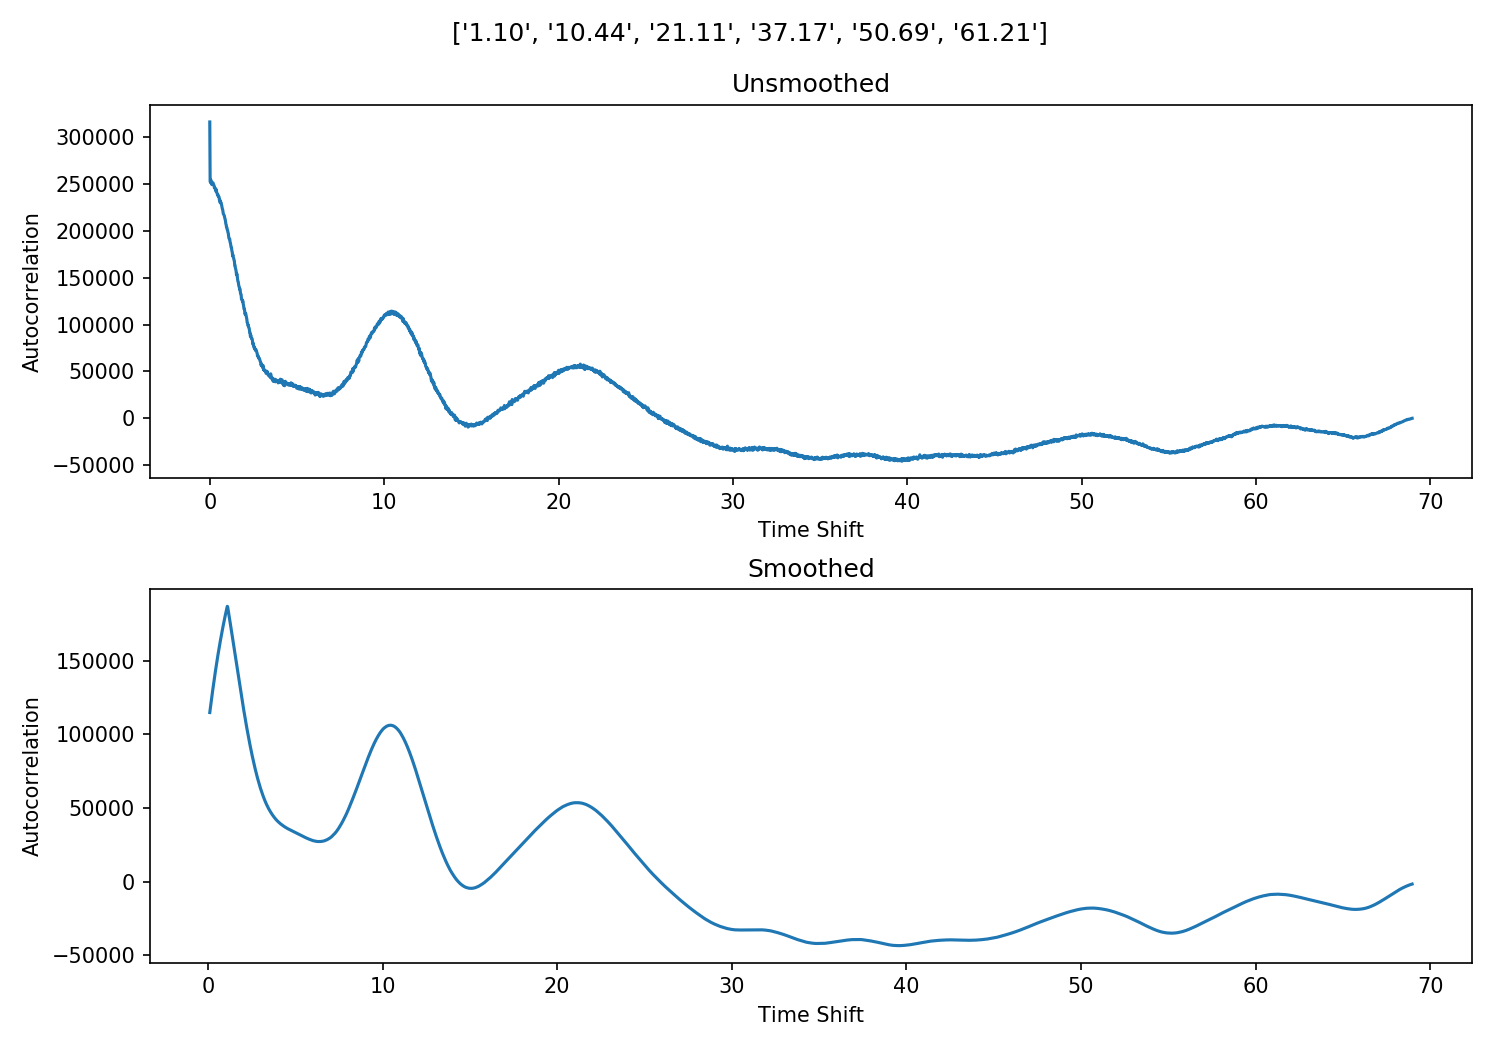 ['1.10', '10.44', '21.11', '37.17', '50.69', '61.21']
Unsmoothed
300000
250000
200000
150000
100000
50000
0
−50000
Autocorrelation
0 10 20 30 40 50 60 70
Time Shift
Smoothed
150000
100000
50000
0
−50000
Autocorrelation
0 10 20 30 40 50 60 70
Time Shift